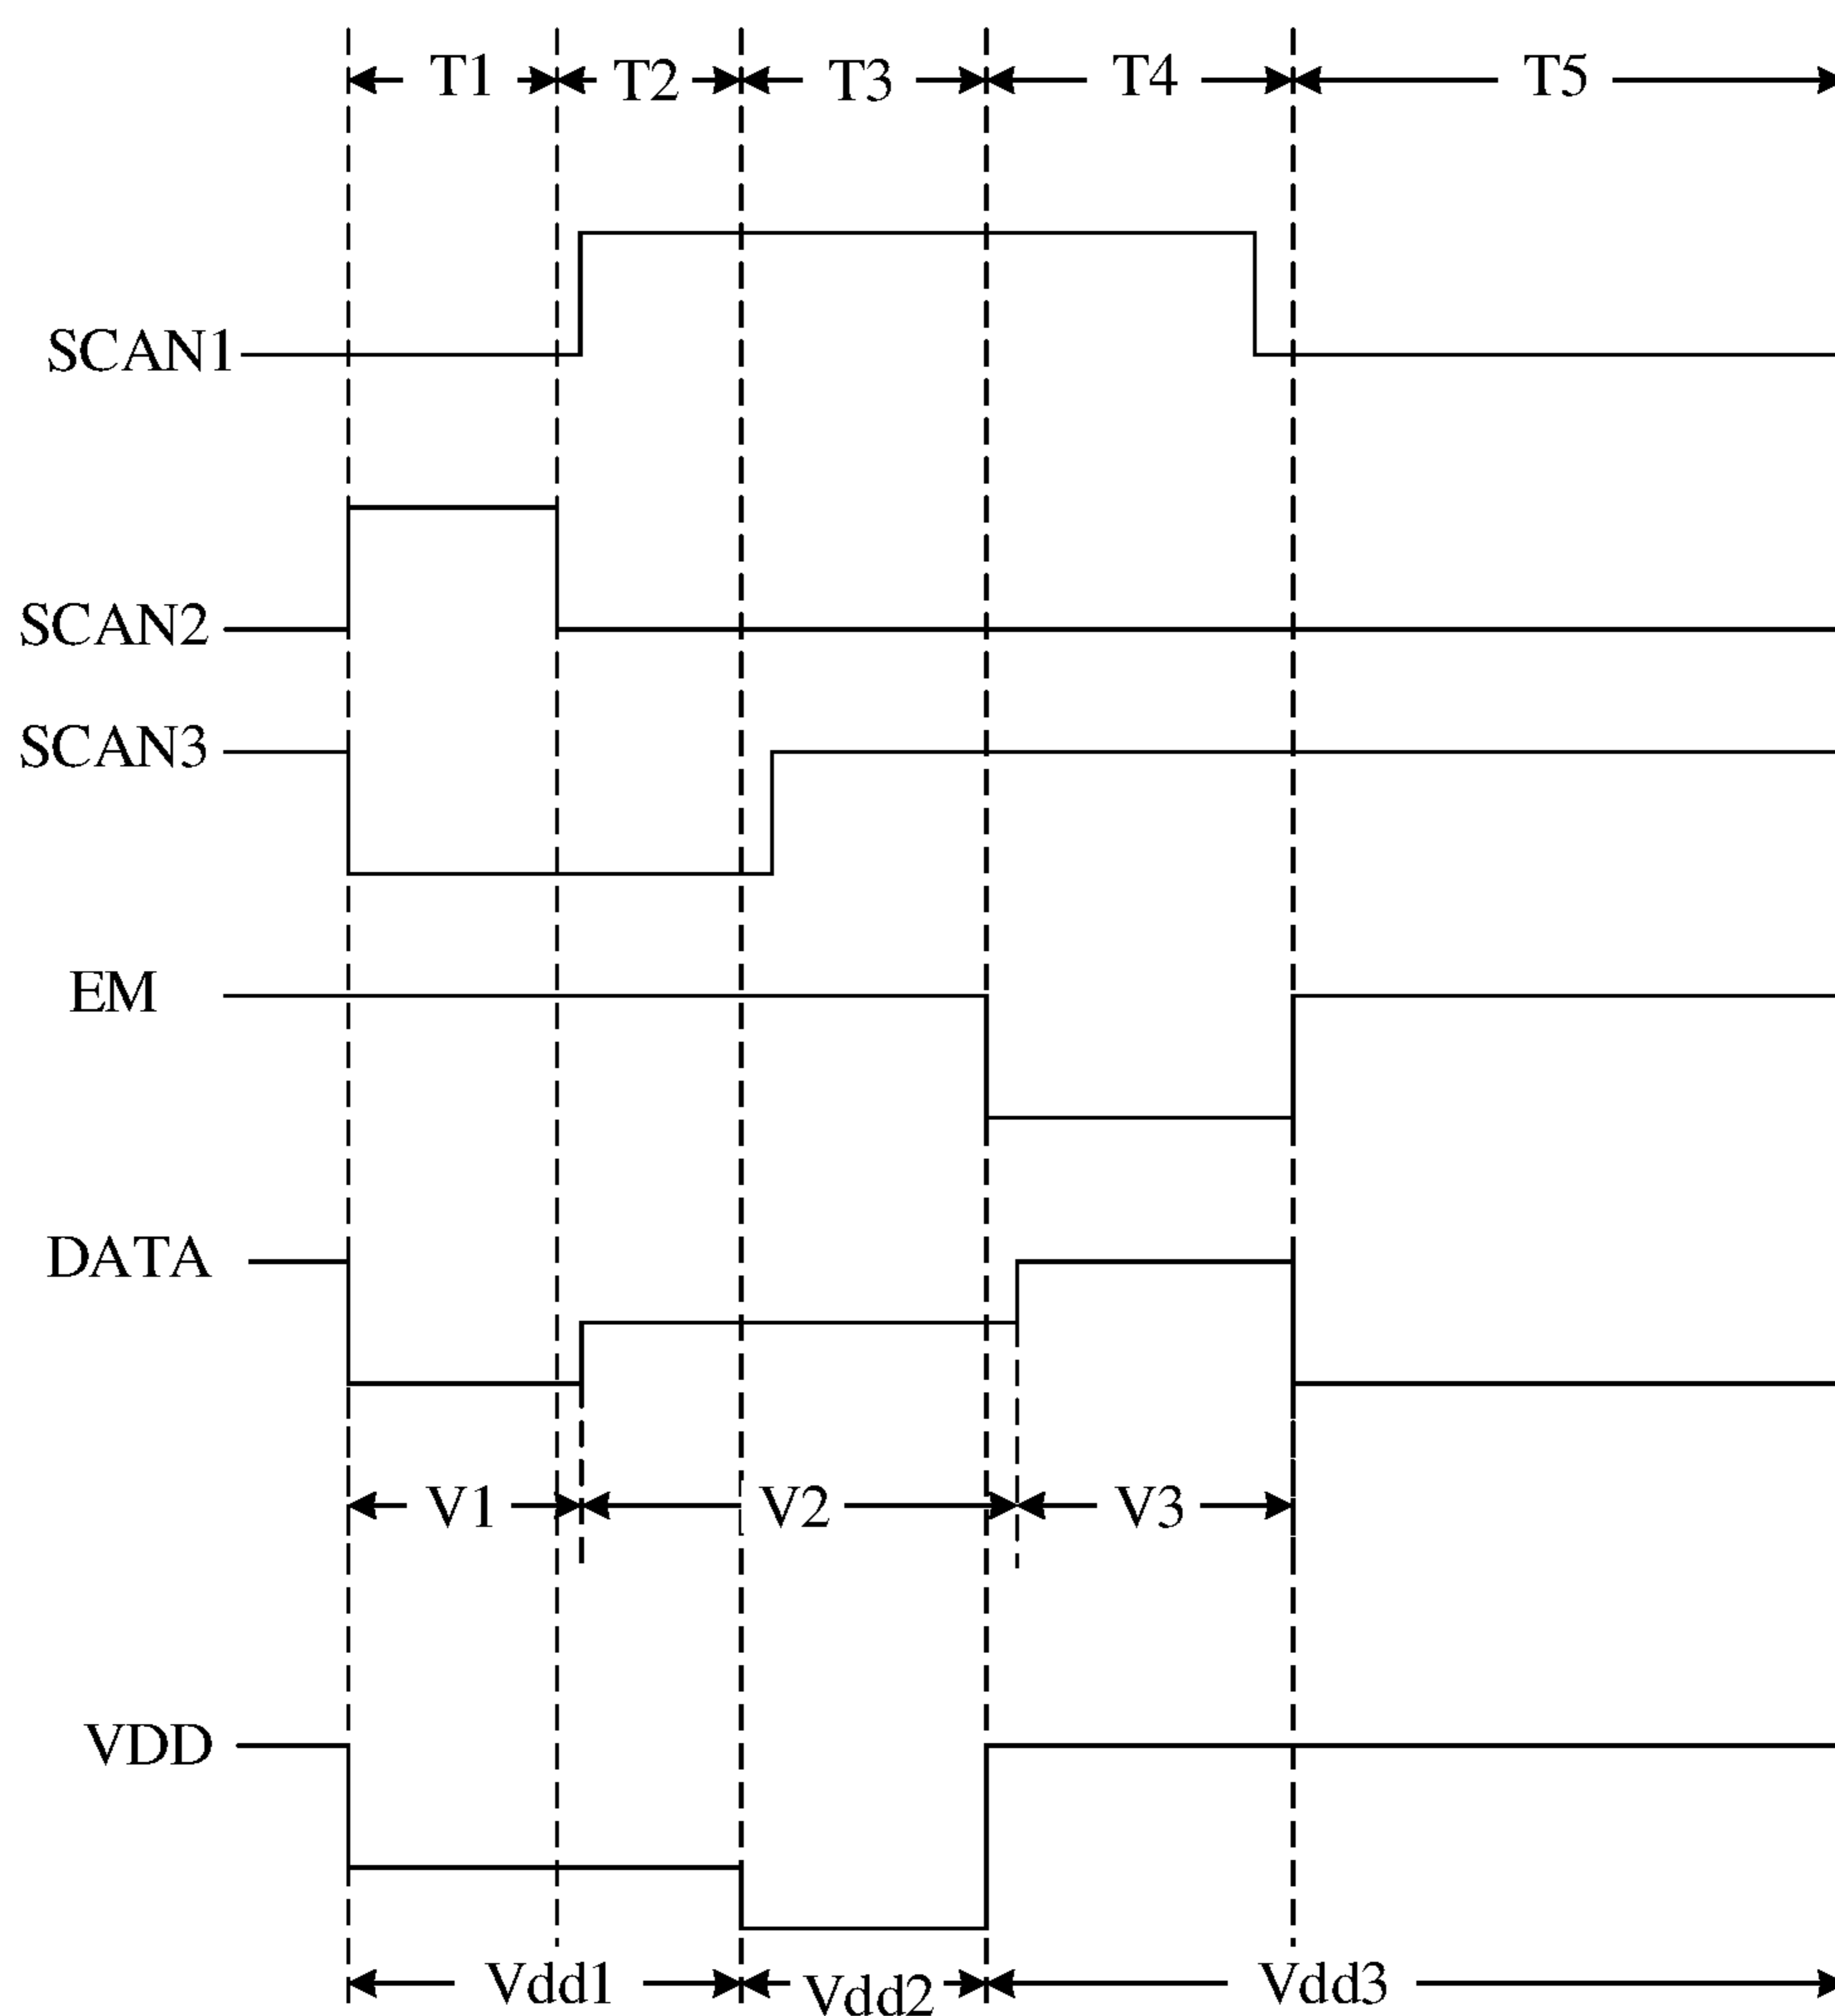 T1 T2 T3 T4 T5
SCAN1
SCAN2
SCAN3
EM
DATA
V1 V2 V3
VDD
Vdd1 Vdd2 Vdd3